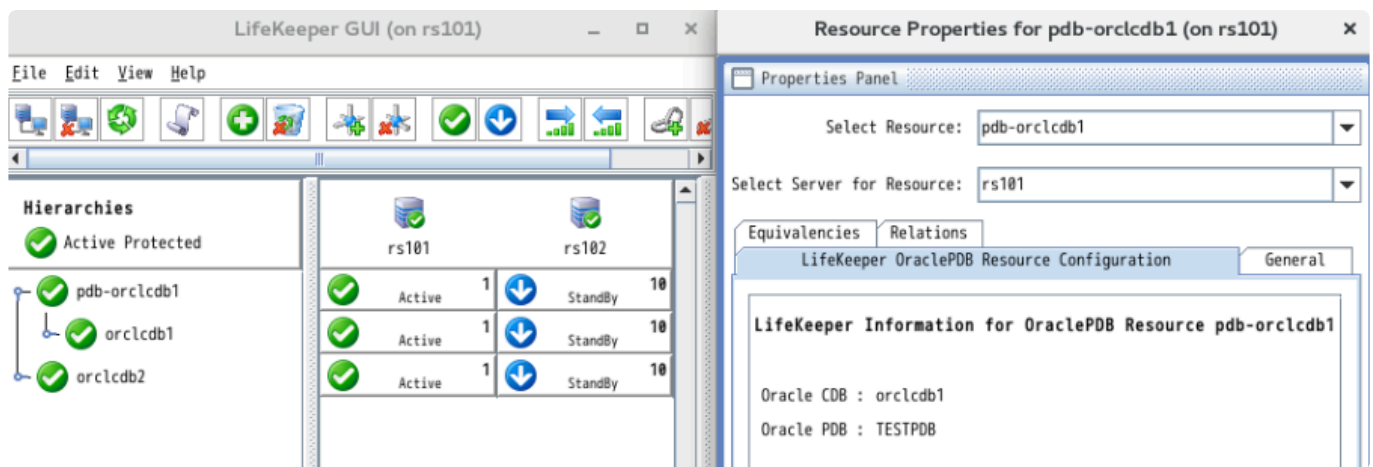 LifeKeeper GUI (on rs101)
File Edit View Help
Hierarchies
Active Protected
rs101
rs102
pdb-orclcdb1
1
Active
10
StandBy
orclcdb1
1
Active
10
StandBy
orclcdb2
1
Active
10
StandBy
Resource Properties for pdb-orclcdb1 (on rs101)
Properties Panel
Select Resource: pdb-orclcdb1
Select Server for Resource: rs101
Equivalencies Relations
LifeKeeper OraclePDB Resource Configuration General
LifeKeeper Information for OraclePDB Resource pdb-orclcdb1
Oracle CDB : orclcdb1
Oracle PDB : TESTPDB